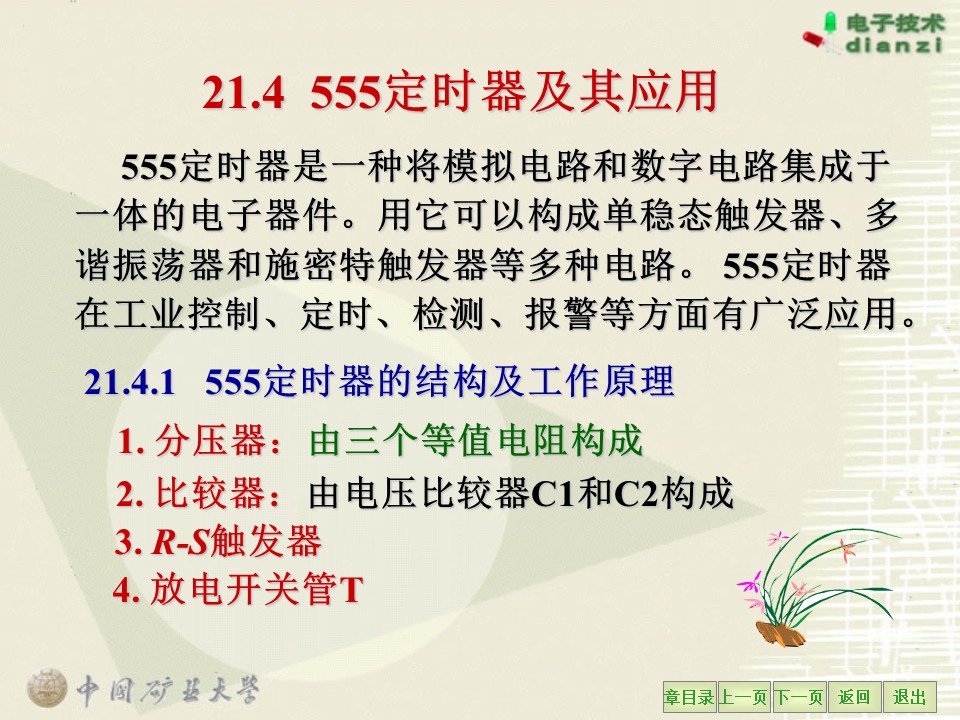 电子技术
dianzi
21.4 555定时器及其应用
555定时器是一种将模拟电路和数字电路集成于
一体的电子器件。用它可以构成单稳态触发器、多
谐振荡器和施密特触发器等多种电路。 555定时器
在工业控制、定时、检测、报警等方面有广泛应用。
21.4.1 555定时器的结构及工作原理
1. 分压器：由三个等值电阻构成
2. 比较器：由电压比较器C1和C2构成
3. R-S触发器
4. 放电开关管T
中国矿业大学
章目录 上一页 下一页 返回 退出